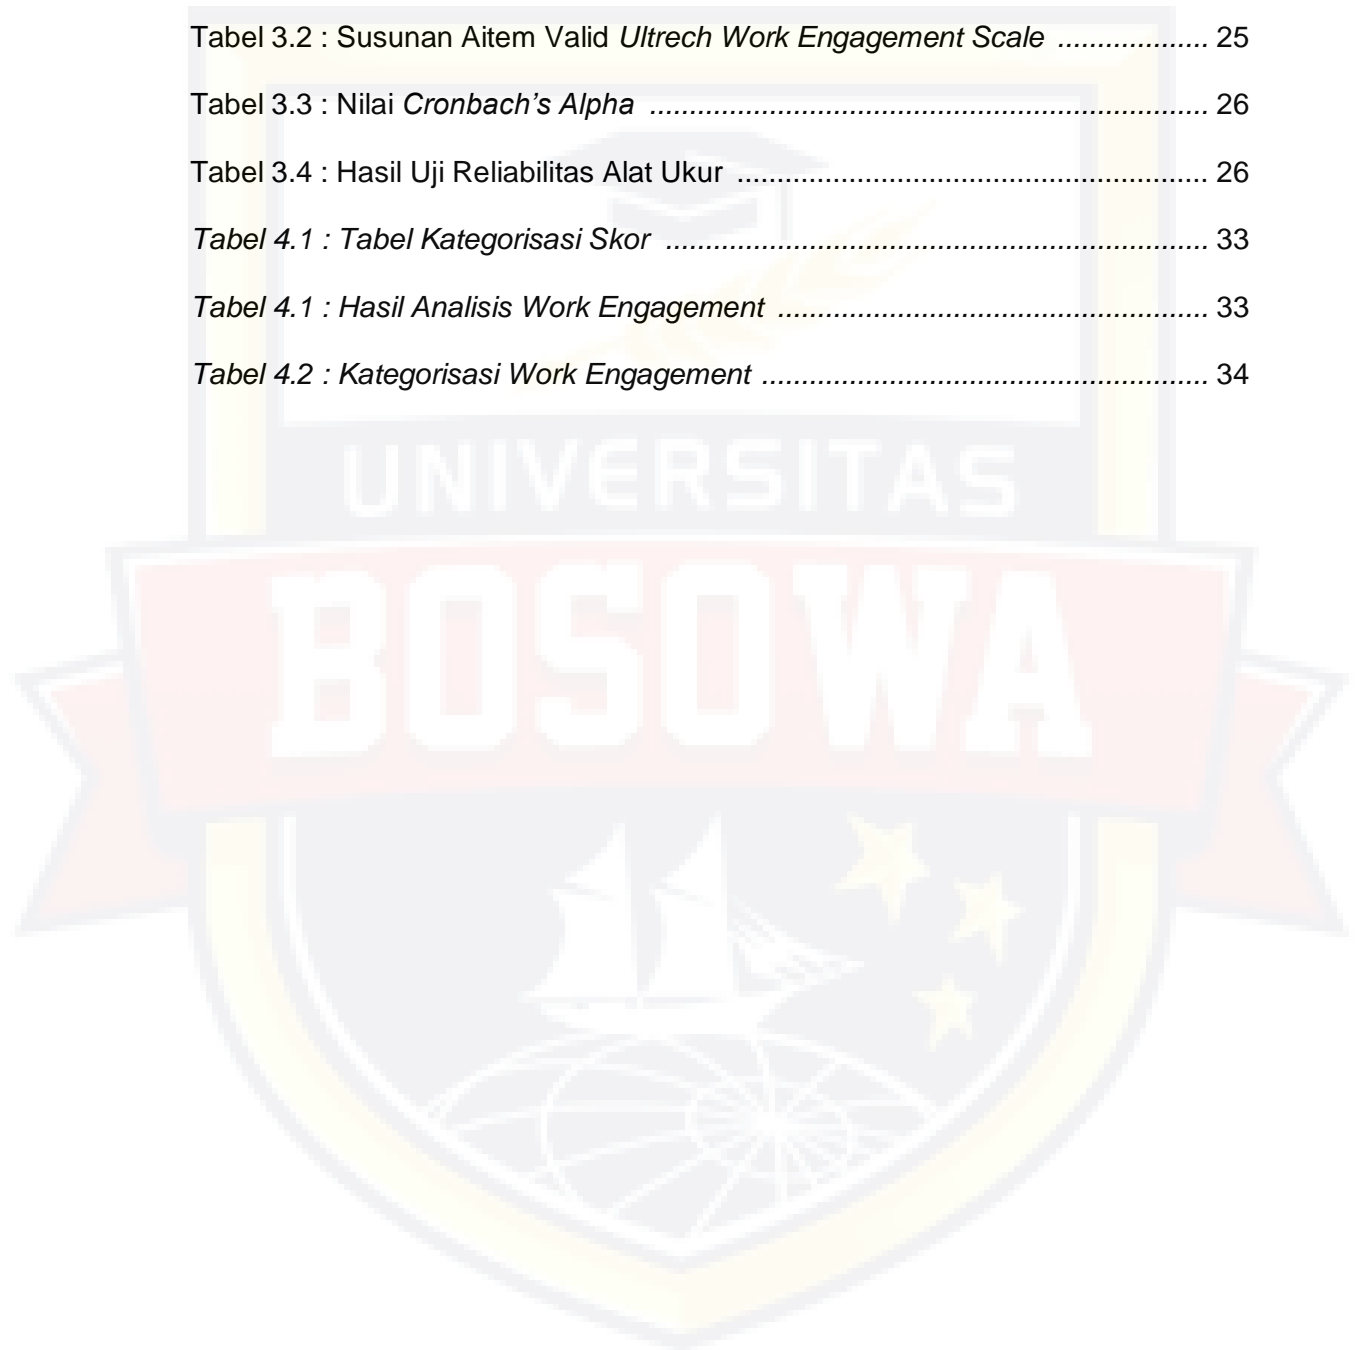 Tabel 3.2 : Susunan Aitem Valid Ultrech Work Engagement Scale ................... 25
Tabel 3.3 : Nilai Cronbach's Alpha ...................................................................... 26
Tabel 3.4 : Hasil Uji Reliabilitas Alat Ukur ........................................................... 26
Tabel 4.1 : Tabel Kategorisasi Skor .................................................................... 33
Tabel 4.1 : Hasil Analisis Work Engagement ...................................................... 33
Tabel 4.2 : Kategorisasi Work Engagement ........................................................ 34
UNIVERSITAS
BOSOWA